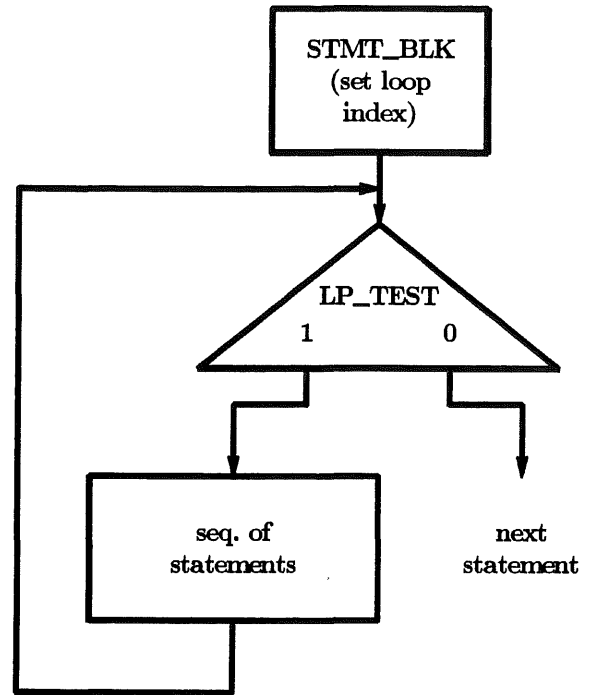 STMT_BLK
(set loop
index)
LP_TEST
1 0
seq. of
statements
next
statement